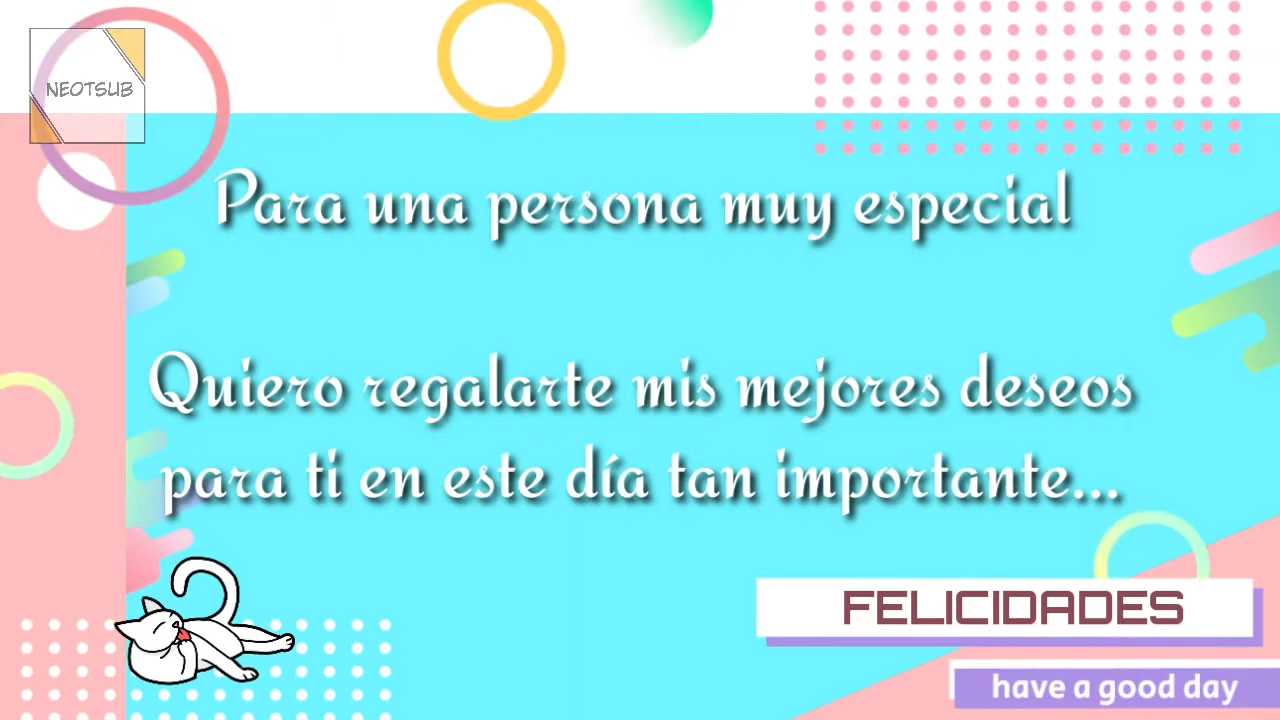 NEOTSUB
Para una persona muy especial
Quiero regalarte mis mejores deseos
para ti en este día tan importante...
FELICIDADES
have a good day